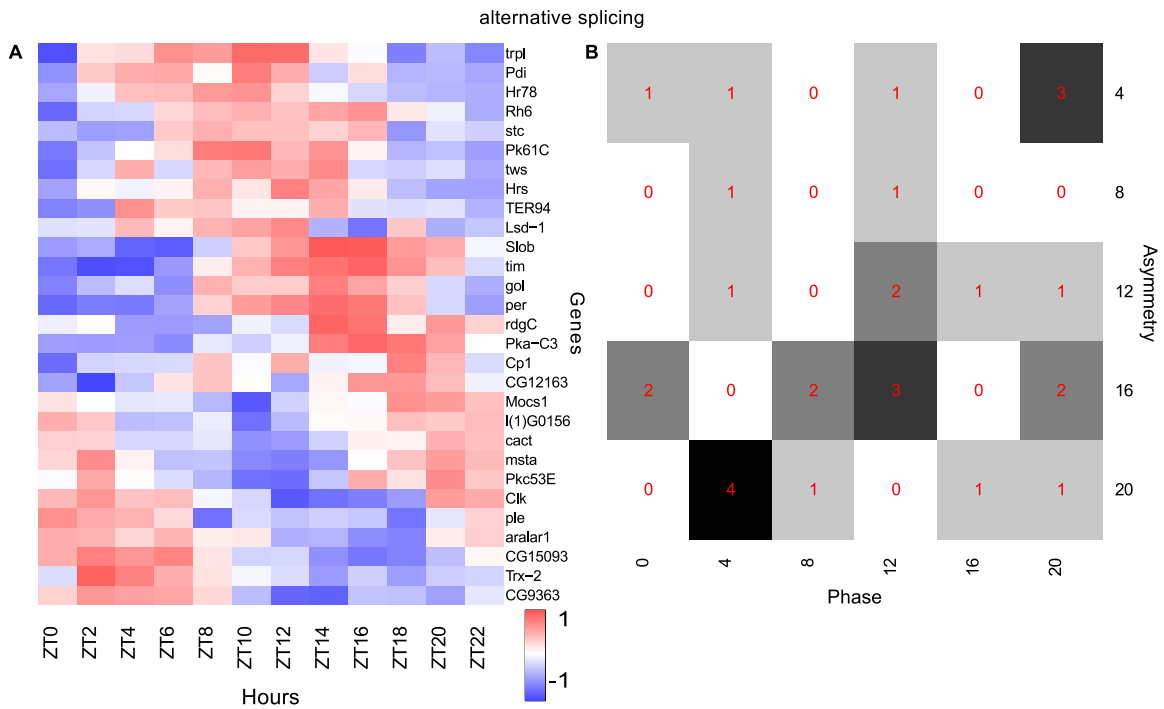 alternative splicing
A
trpl
Pdi
Hr78
Rh6
stc
Pk61C
tws
Hrs
TER94
Lsd−1
Slob
tim
gol
per
rdgC
Pka−C3
Cp1
CG12163
Mocs1
l(1)G0156
cact
msta
Pkc53E
Clk
ple
aralar1
CG15093
Trx−2
CG9363
Genes
ZT0 ZT2 ZT4 ZT6 ZT8 ZT10 ZT12 ZT14 ZT16 ZT18 ZT20 ZT22
Hours
1
−1
B
1 1 0 1 0 3 4
0 1 0 1 0 0 8
0 1 0 2 1 1 12
2 0 2 3 0 2 16
0 4 1 0 1 1 20
Asymmetry
0 4 8 12 16 20
Phase